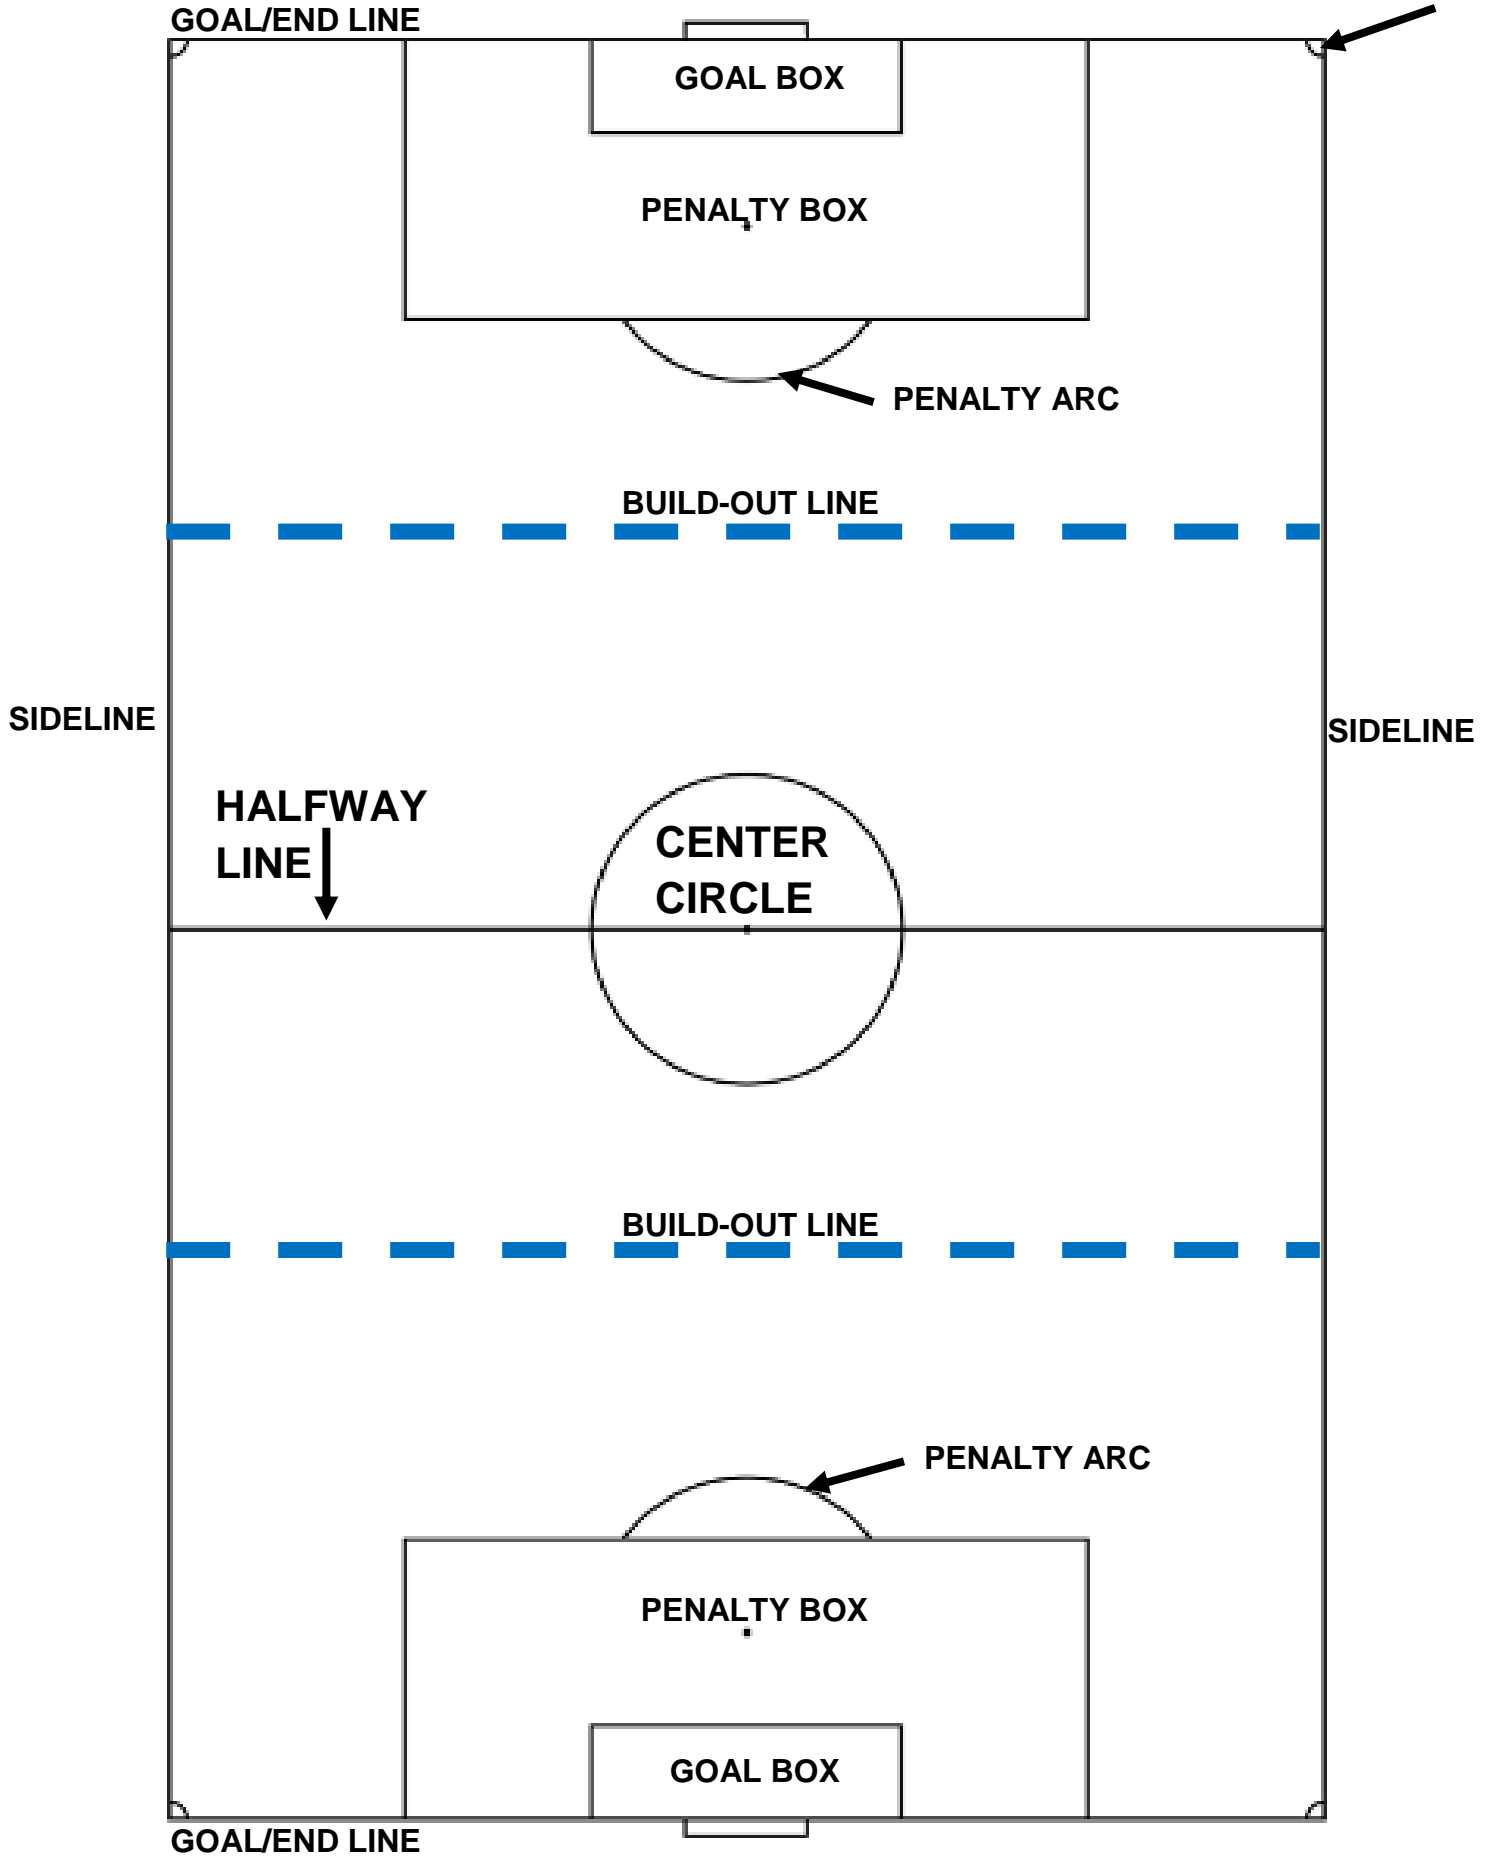 GOAL/END LINE
GOAL BOX
PENALTY BOX
PENALTY ARC
BUILD-OUT LINE
SIDELINE
SIDELINE
HALFWAY
LINE
CENTER
CIRCLE
BUILD-OUT LINE
PENALTY ARC
PENALTY BOX
GOAL BOX
GOAL/END LINE